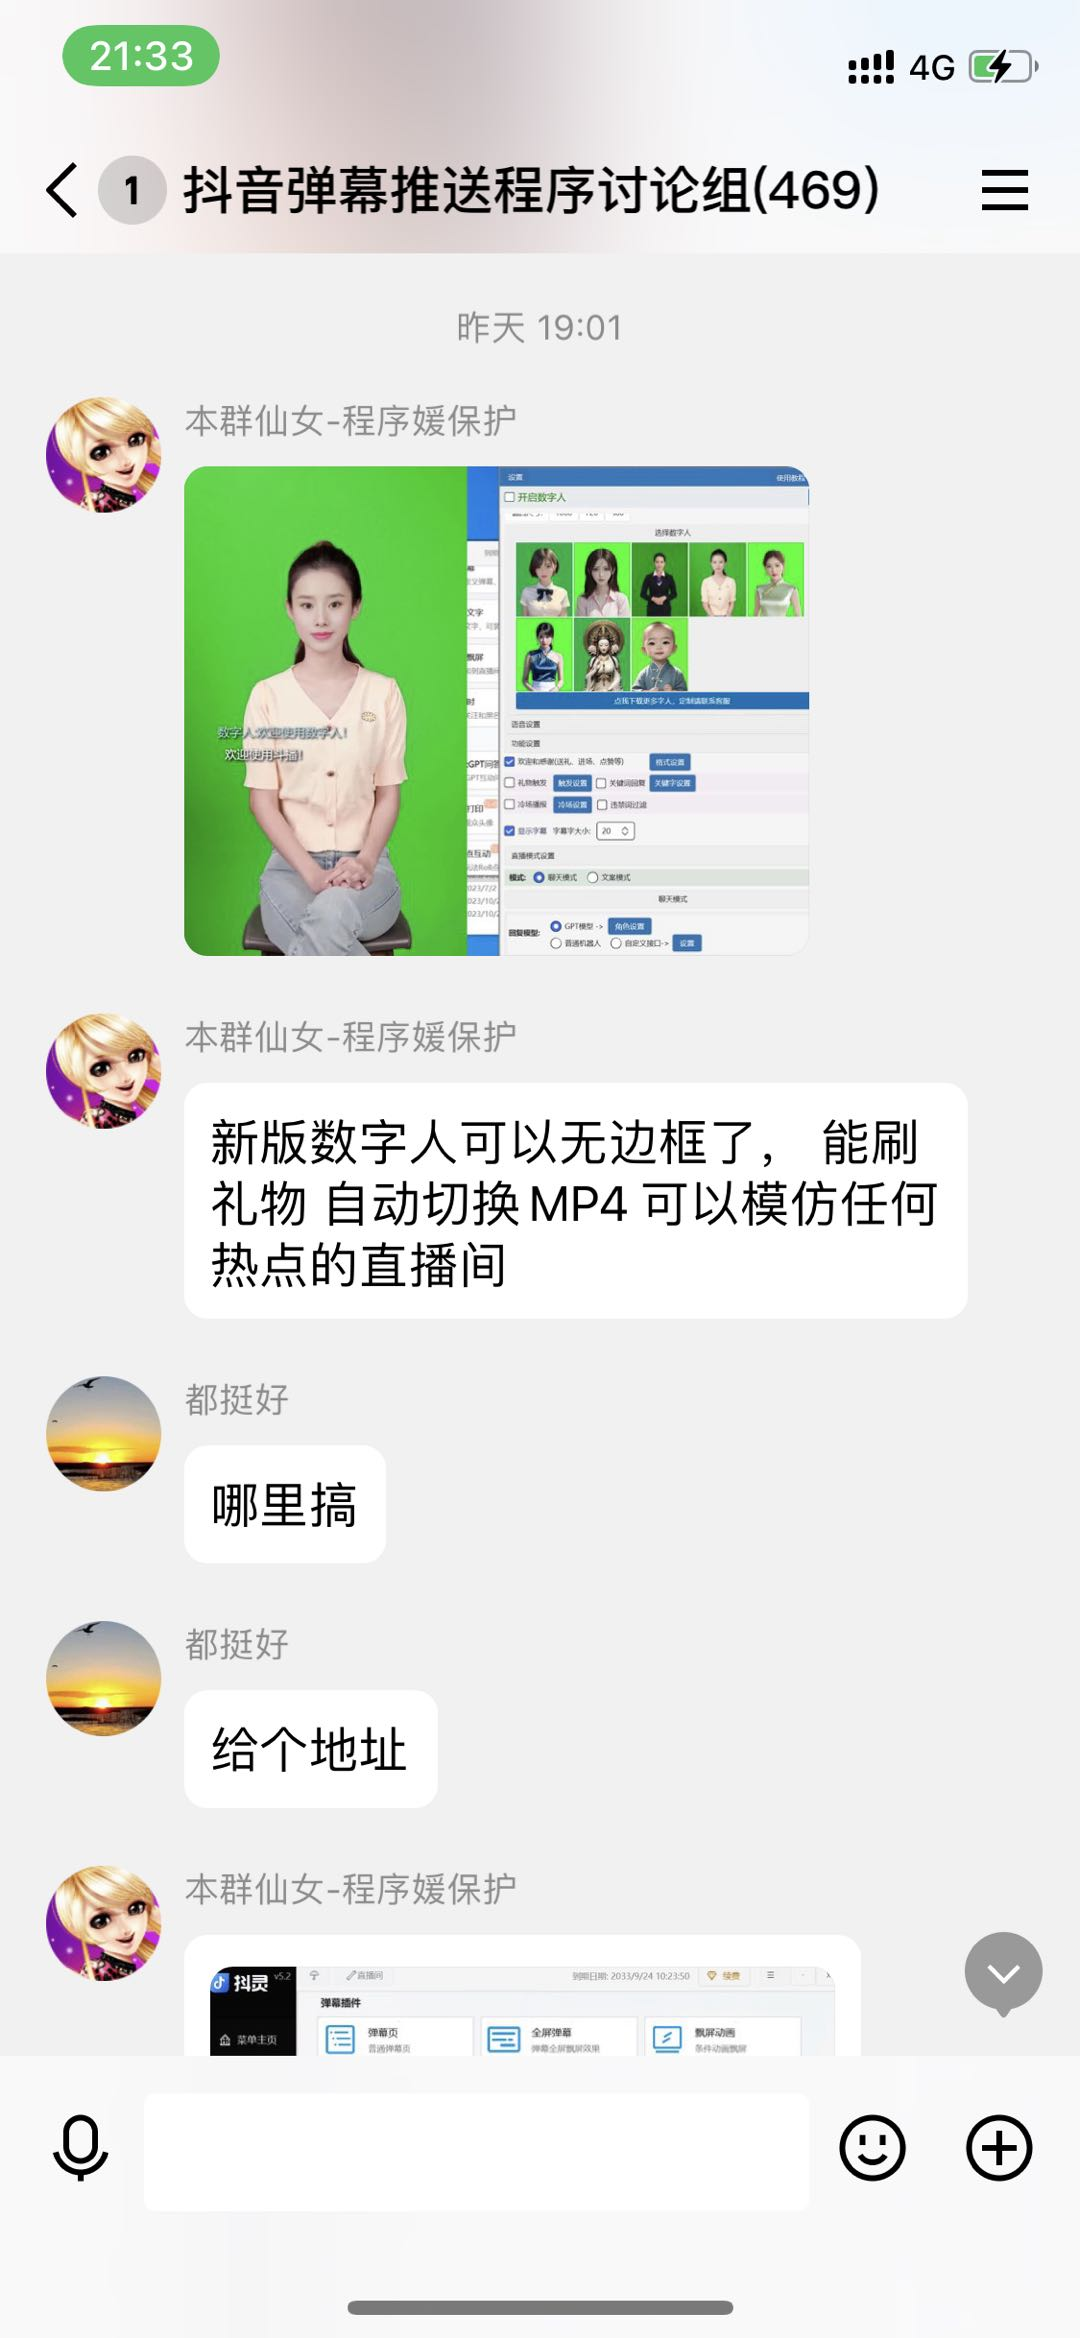 21:33
4G
1
抖音弹幕推送程序讨论组(469)
昨天 19:01
本群仙女-程序媛保护
设置
使用教程
开启数字人
选择数字人
点我下载更多字人，定制请联系客服
语音设置
功能设置
欢迎和感谢(送礼、进场、点赞等)
格式设置
礼物触发
触发设置
关键词回复
关键字设置
冷场播报
冷场设置
违禁词过滤
显示字幕 字幕字大小: 20
直播模式设置
模式: 聊天模式 文案模式
聊天模式
回复模型: GPT模型 -> 角色设置
普通机器人 自定义接口-> 设置
数字人:欢迎使用数字人!
欢迎使用斗播!
本群仙女-程序媛保护
新版数字人可以无边框了， 能刷
礼物 自动切换MP4 可以模仿任何
热点的直播间
都挺好
哪里搞
都挺好
给个地址
本群仙女-程序媛保护
抖灵 v5.2
直播间
到期日期: 2033/9/24 10:23:50
续费
弹幕插件
菜单主页
弹幕页
普通弹幕页
全屏弹幕
弹幕全屏飘屏效果
飘屏动画
条件动画飘屏